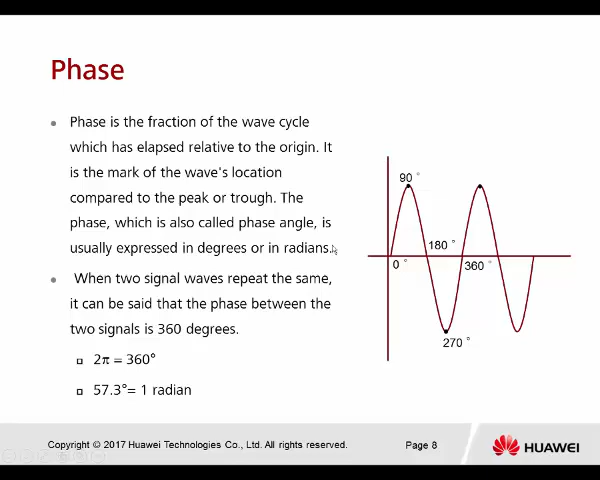 Phase
Phase is the fraction of the wave cycle
which has elapsed relative to the origin. It
is the mark of the wave's location
compared to the peak or trough. The
phase, which is also called phase angle, is
usually expressed in degrees or in radians.
When two signal waves repeat the same,
it can be said that the phase between the
two signals is 360 degrees.
2π = 360°
57.3°= 1 radian
90 °
180 °
0 °
360 °
270 °
Copyright © 2017 Huawei Technologies Co., Ltd. All rights reserved.
Page 8
HUAWEI